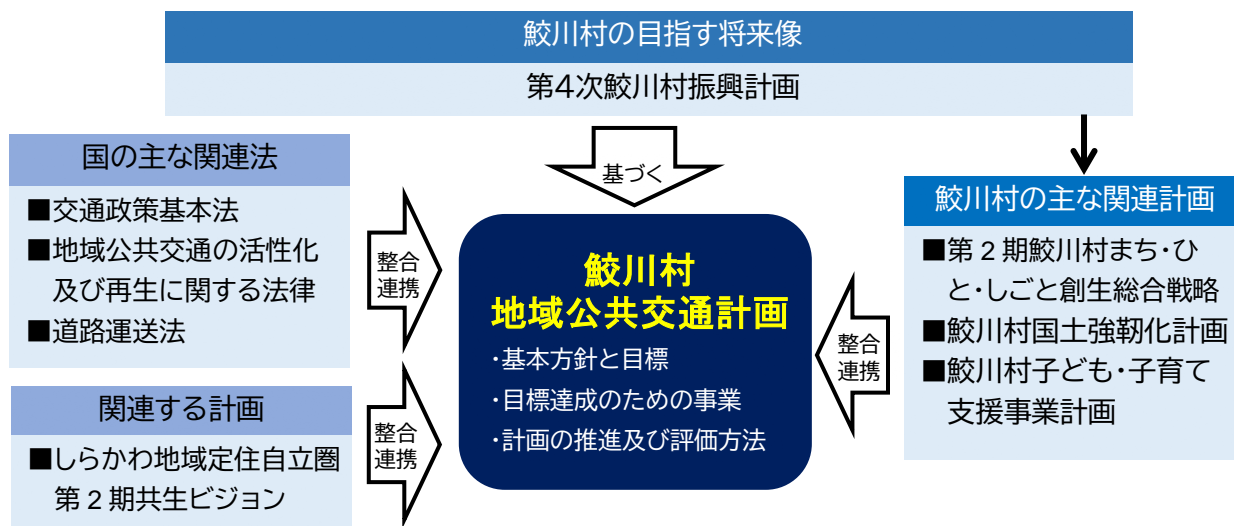 鮫川村の目指す将来像
第4次鮫川村振興計画
基づく
国の主な関連法
■交通政策基本法
■地域公共交通の活性化
及び再生に関する法律
■道路運送法
整合
連携
関連する計画
■しらかわ地域定住自立圏
第2期共生ビジョン
整合
連携
鮫川村
地域公共交通計画
・基本方針と目標
・目標達成のための事業
・計画の推進及び評価方法
整合
連携
鮫川村の主な関連計画
■第2期鮫川村まち・ひ
と・しごと創生総合戦略
■鮫川村国土強靭化計画
■鮫川村子ども・子育て
支援事業計画